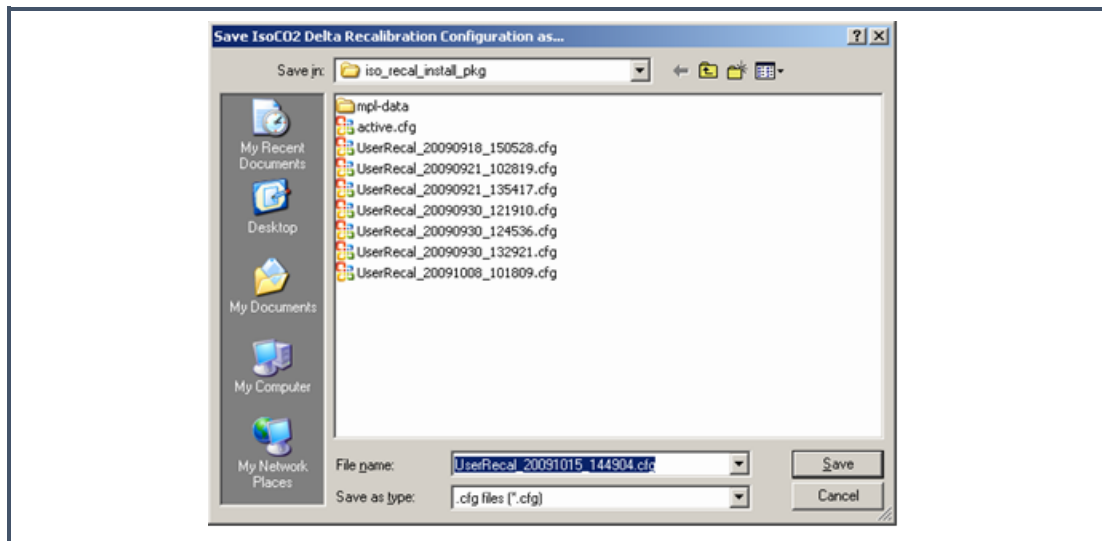 Save IsoCO2 Delta Recalibration Configuration as...
Save in:
iso_recal_install_pkg
mpl-data
active.cfg
UserRecal_20090918_150528.cfg
UserRecal_20090921_102819.cfg
UserRecal_20090921_135417.cfg
UserRecal_20090930_121910.cfg
UserRecal_20090930_124536.cfg
UserRecal_20090930_132921.cfg
UserRecal_20091008_101809.cfg
My Recent
Documents
Desktop
My Documents
My Computer
My Network
Places
File name:
UserRecal_20091015_144904.cfg
Save
Save as type:
.cfg files (*.cfg)
Cancel